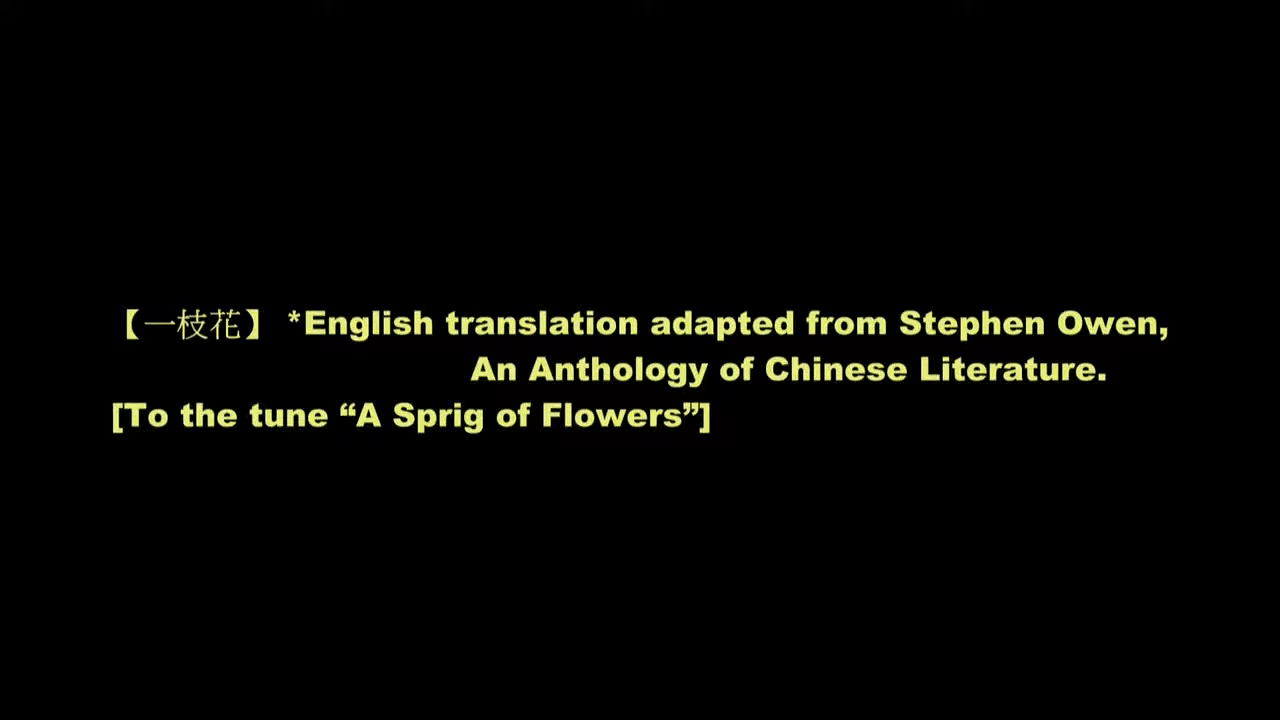 【一枝花】 *English translation adapted from Stephen Owen,
An Anthology of Chinese Literature.
[To the tune “A Sprig of Flowers”]